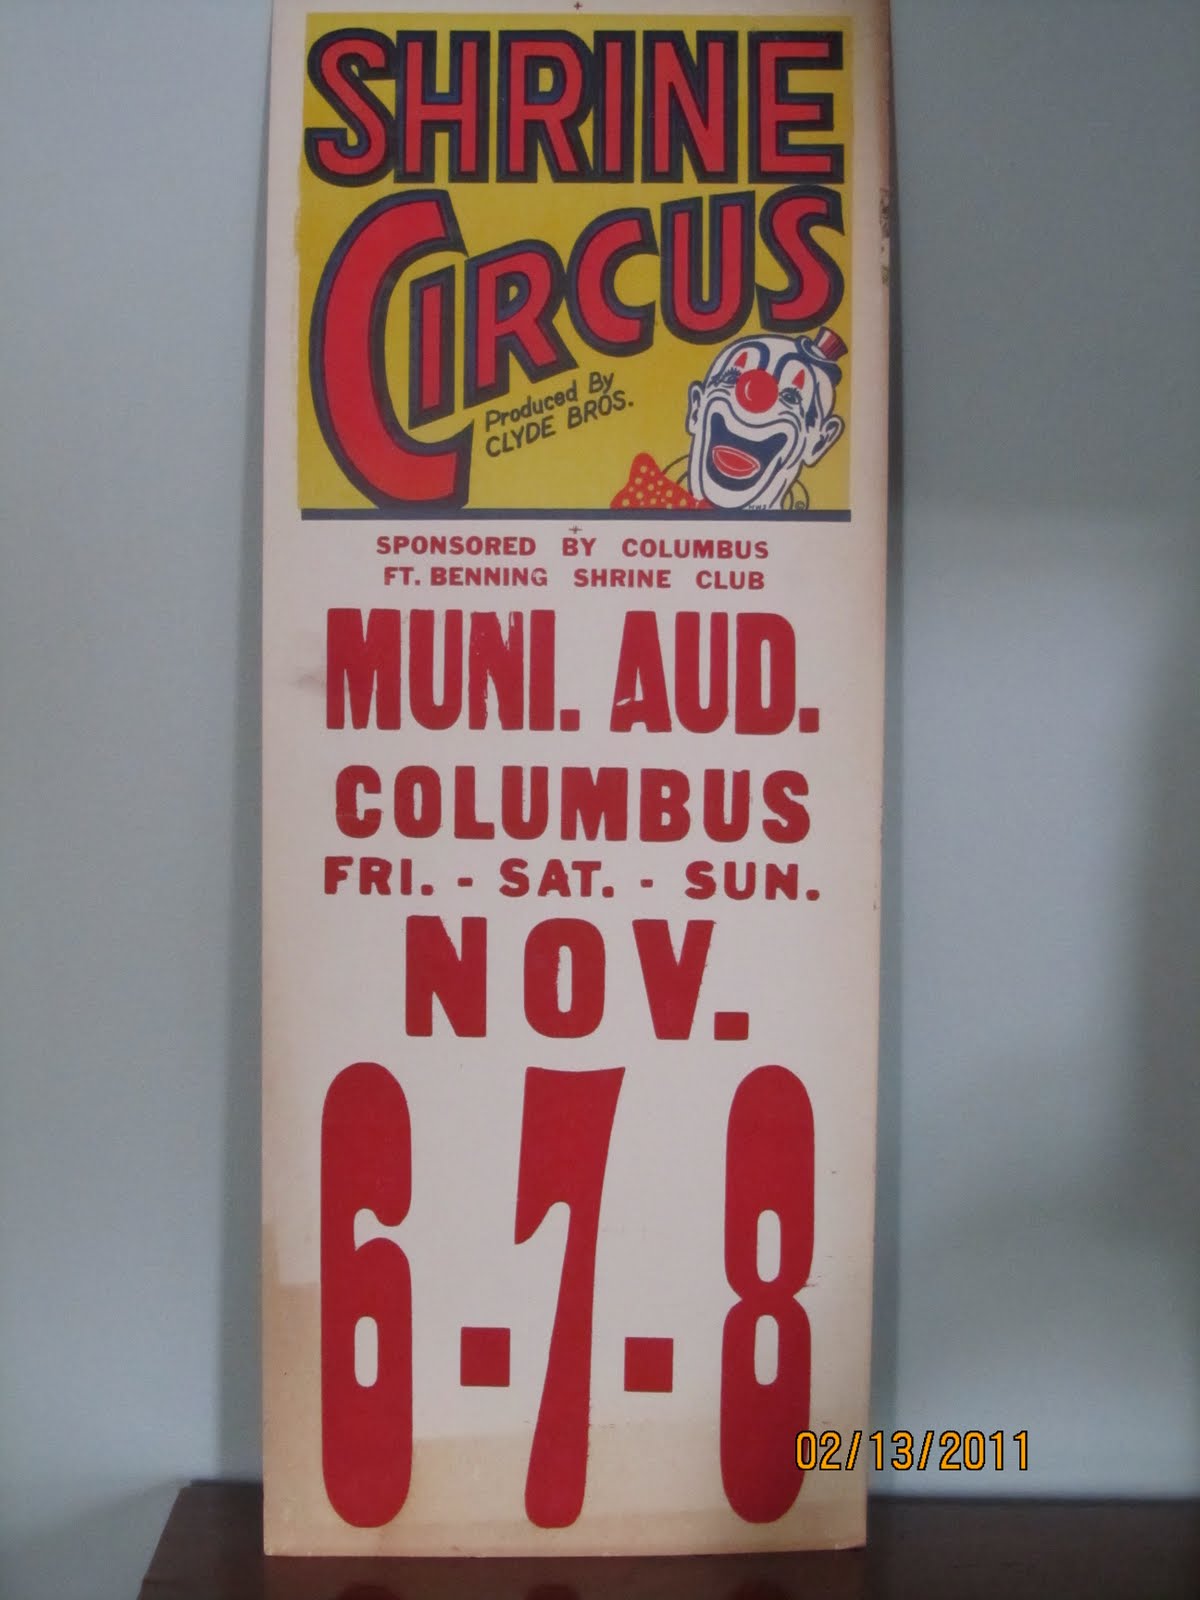 SHRINE
CIRCUS
Produced By
CLYDE BROS.
SPONSORED BY COLUMBUS
FT. BENNING SHRINE CLUB
MUNI. AUD.
COLUMBUS
FRI. - SAT. - SUN.
NOV.
6-7-8
02/13/2011